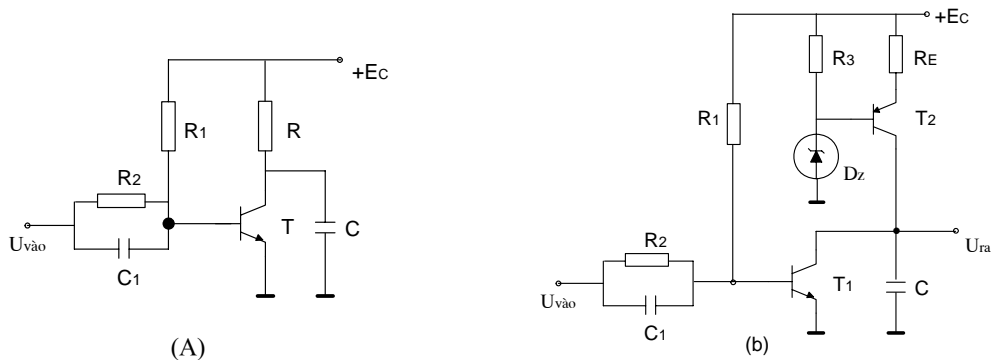 +EC
R1
R
R2
Uvào
C1
T
C
(A)
+EC
R3
RE
R1
T2
Dz
R2
Ura
T1
C
Uvào
C1
(b)